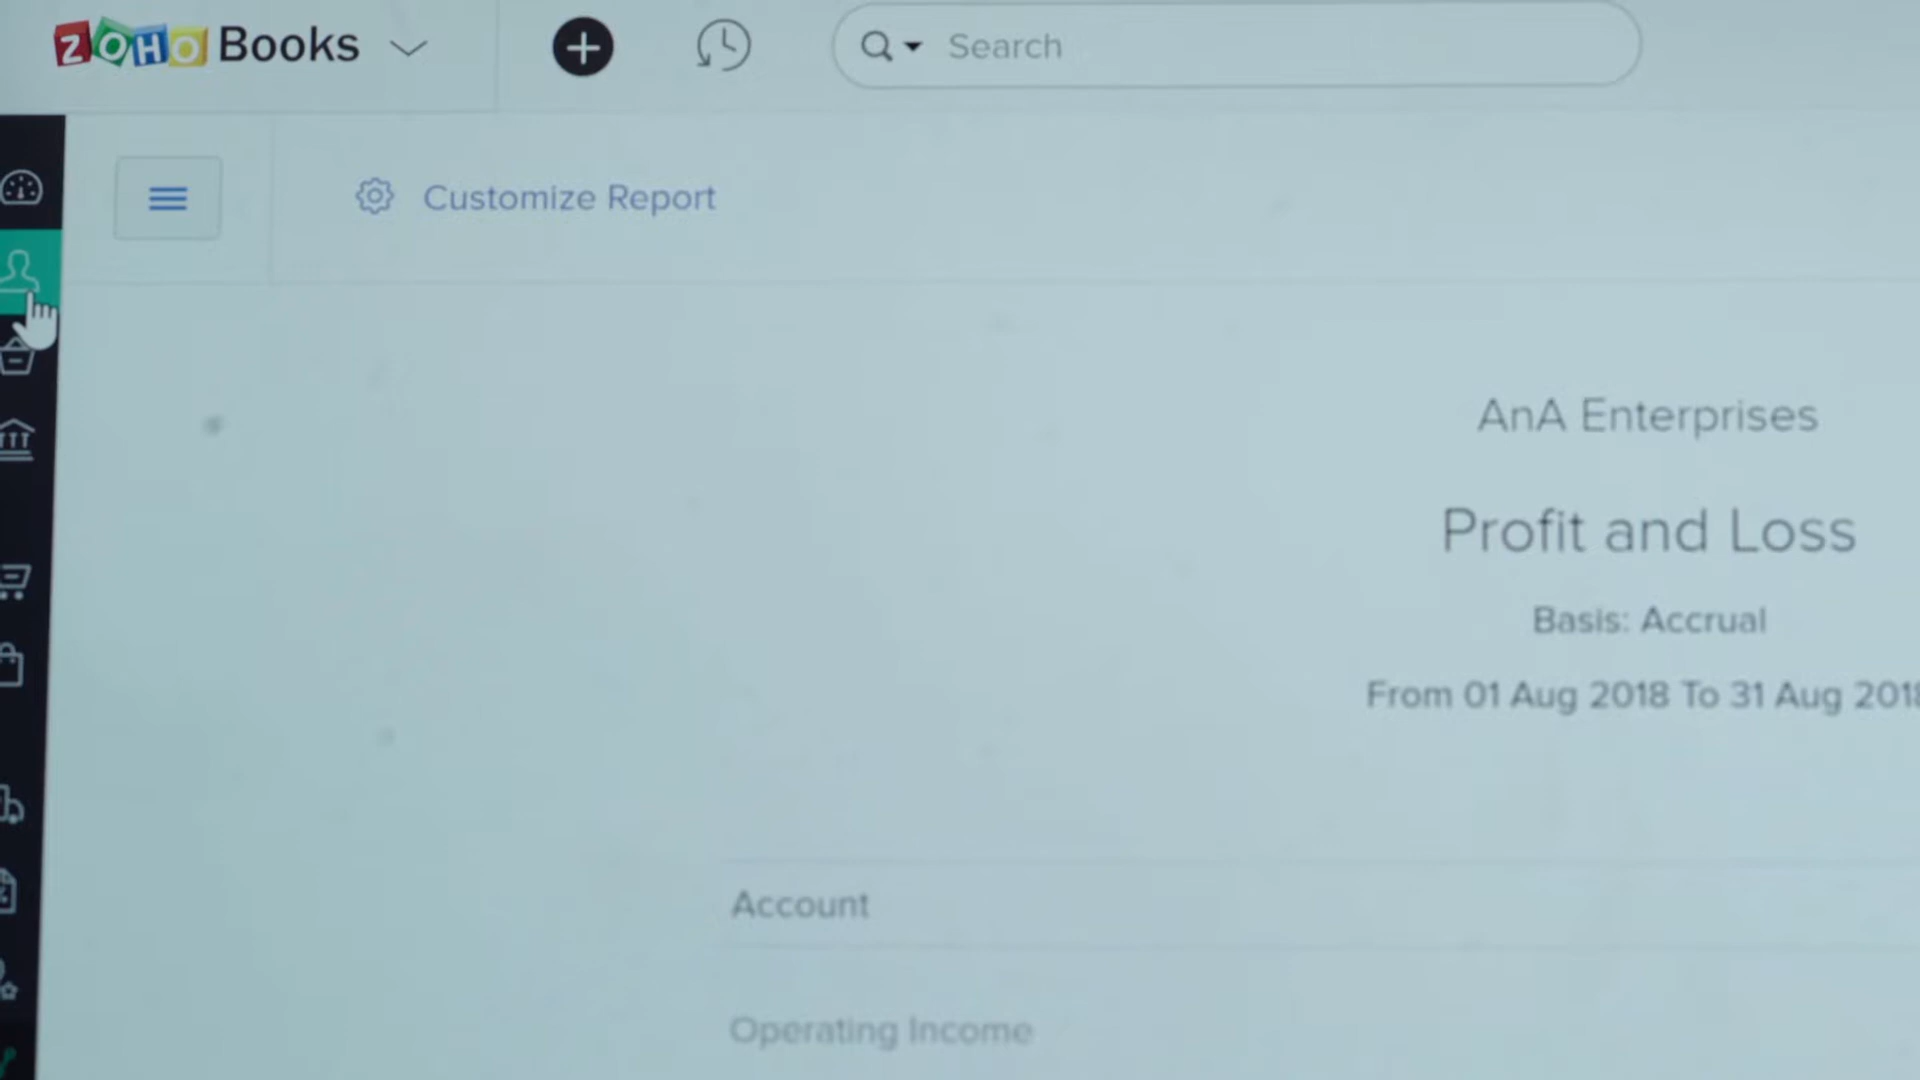 ZOHO Books
Search
Customize Report
AnA Enterprises
Profit and Loss
Basis: Accrual
From 01 Aug 2018 To 31 Aug 2018
Account
Operating Income